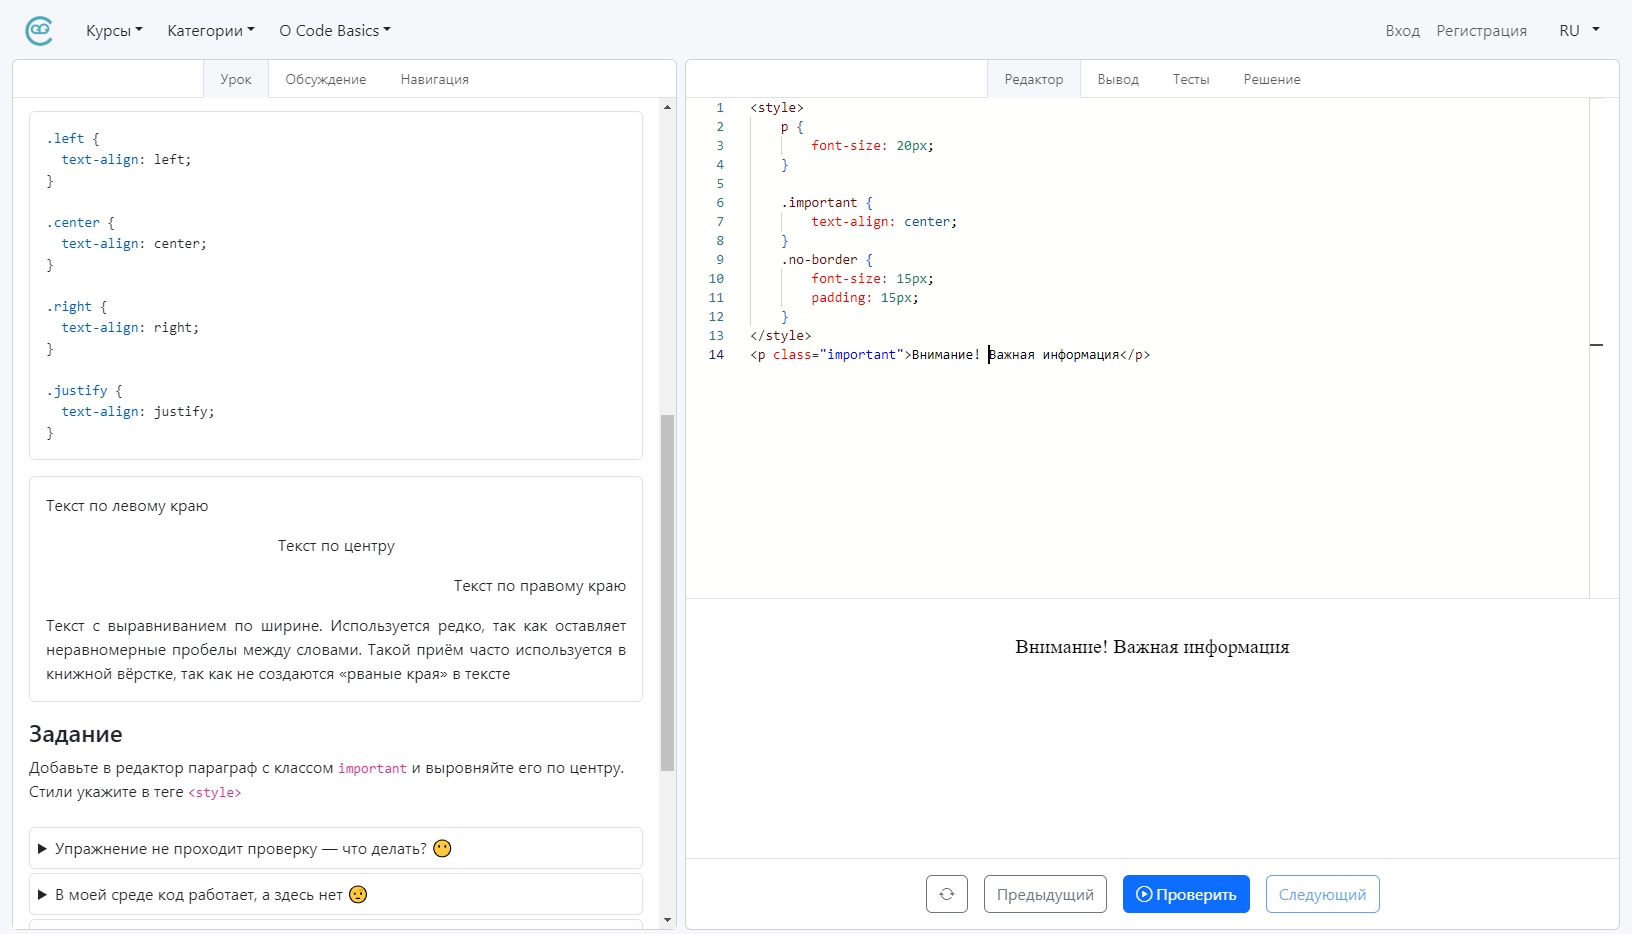 Курсы Категории О Code Basics Вход Регистрация RU
Урок Обсуждение Навигация
.left {
  text-align: left;
}
.center {
  text-align: center;
}
.right {
  text-align: right;
}
.justify {
  text-align: justify;
}
Текст по левому краю
Текст по центру
Текст по правому краю
Текст с выравниванием по ширине. Используется редко, так как оставляет
неравномерные пробелы между словами. Такой приём часто используется в
книжной вёрстке, так как не создаются «рваные края» в тексте
Задание
Добавьте в редактор параграф с классом important и выровняйте его по центру.
Стили укажите в теге <style>
Упражнение не проходит проверку — что делать? 😶
В моей среде код работает, а здесь нет 🤨
Редактор Вывод Тесты Решение
1 <style>
2     p {
3         font-size: 20px;
4     }
5
6     .important {
7         text-align: center;
8     }
9     .no-border {
10         font-size: 15px;
11         padding: 15px;
12     }
13 </style>
14 <p class="important">Внимание! Важная информация</p>
Внимание! Важная информация
Предыдущий Проверить Следующий